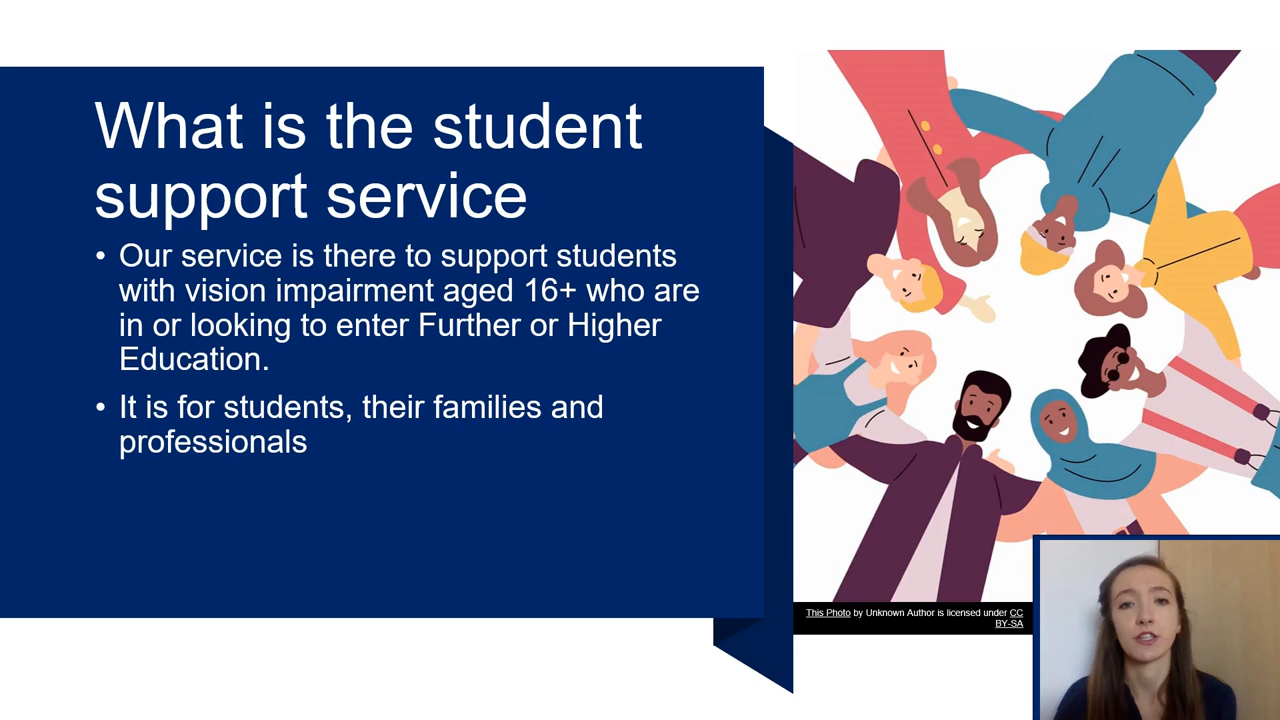 What is the student
support service
• Our service is there to support students
with vision impairment aged 16+ who are
in or looking to enter Further or Higher
Education.
• It is for students, their families and
professionals
This Photo by Unknown Author is licensed under CC
BY-SA